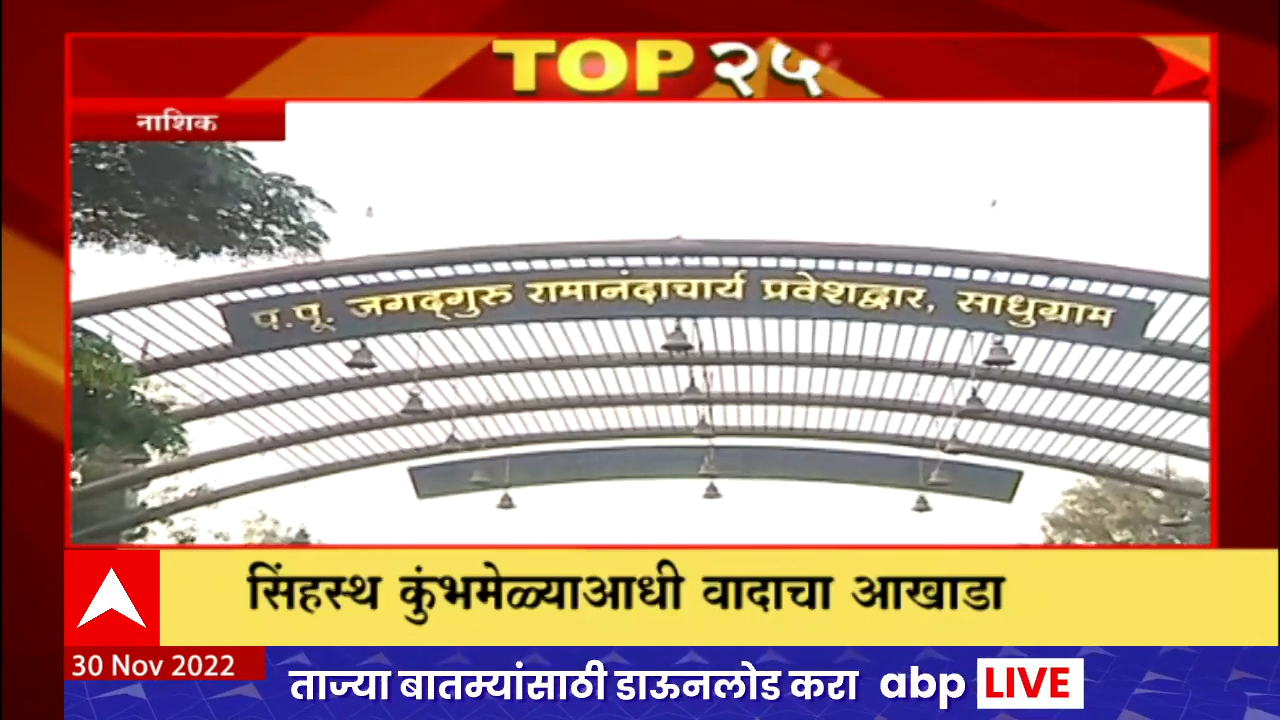 TOP २५
नाशिक
प.पू. जगद्गुरु रामानंदाचार्य प्रवेशद्वार, साधुग्राम
सिंहस्थ कुंभमेळ्याआधी वादाचा आखाडा
30 Nov 2022
ताज्या बातम्यांसाठी डाऊनलोड करा abp LIVE